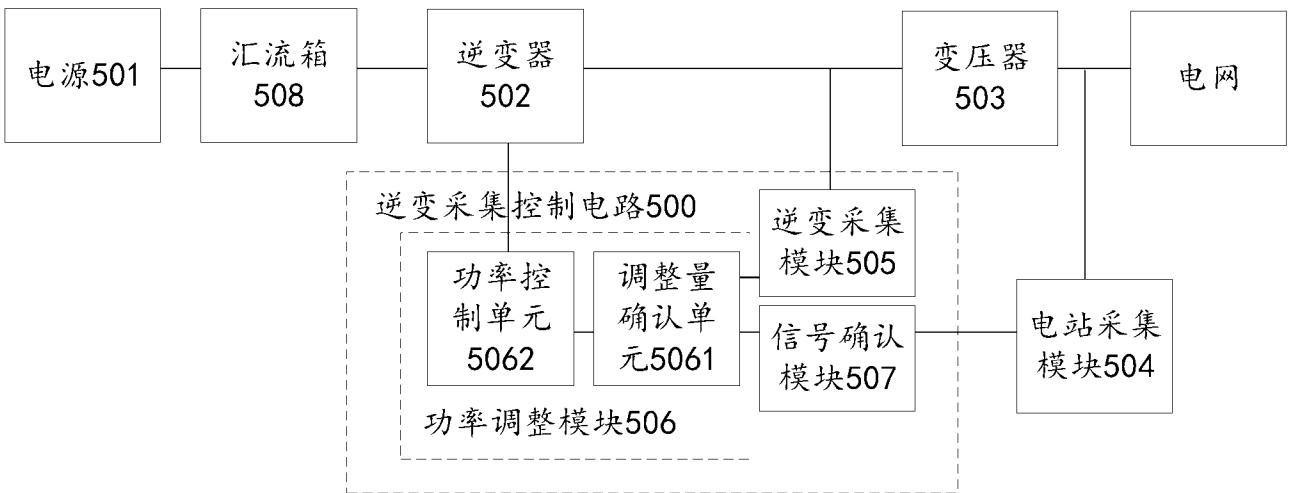 电源501
汇流箱
508
逆变器
502
变压器
503
电网
逆变采集控制电路500
逆变采集
模块505
功率控
制单元
5062
调整量
确认单
元5061
信号确认
模块507
电站采集
模块504
功率调整模块506